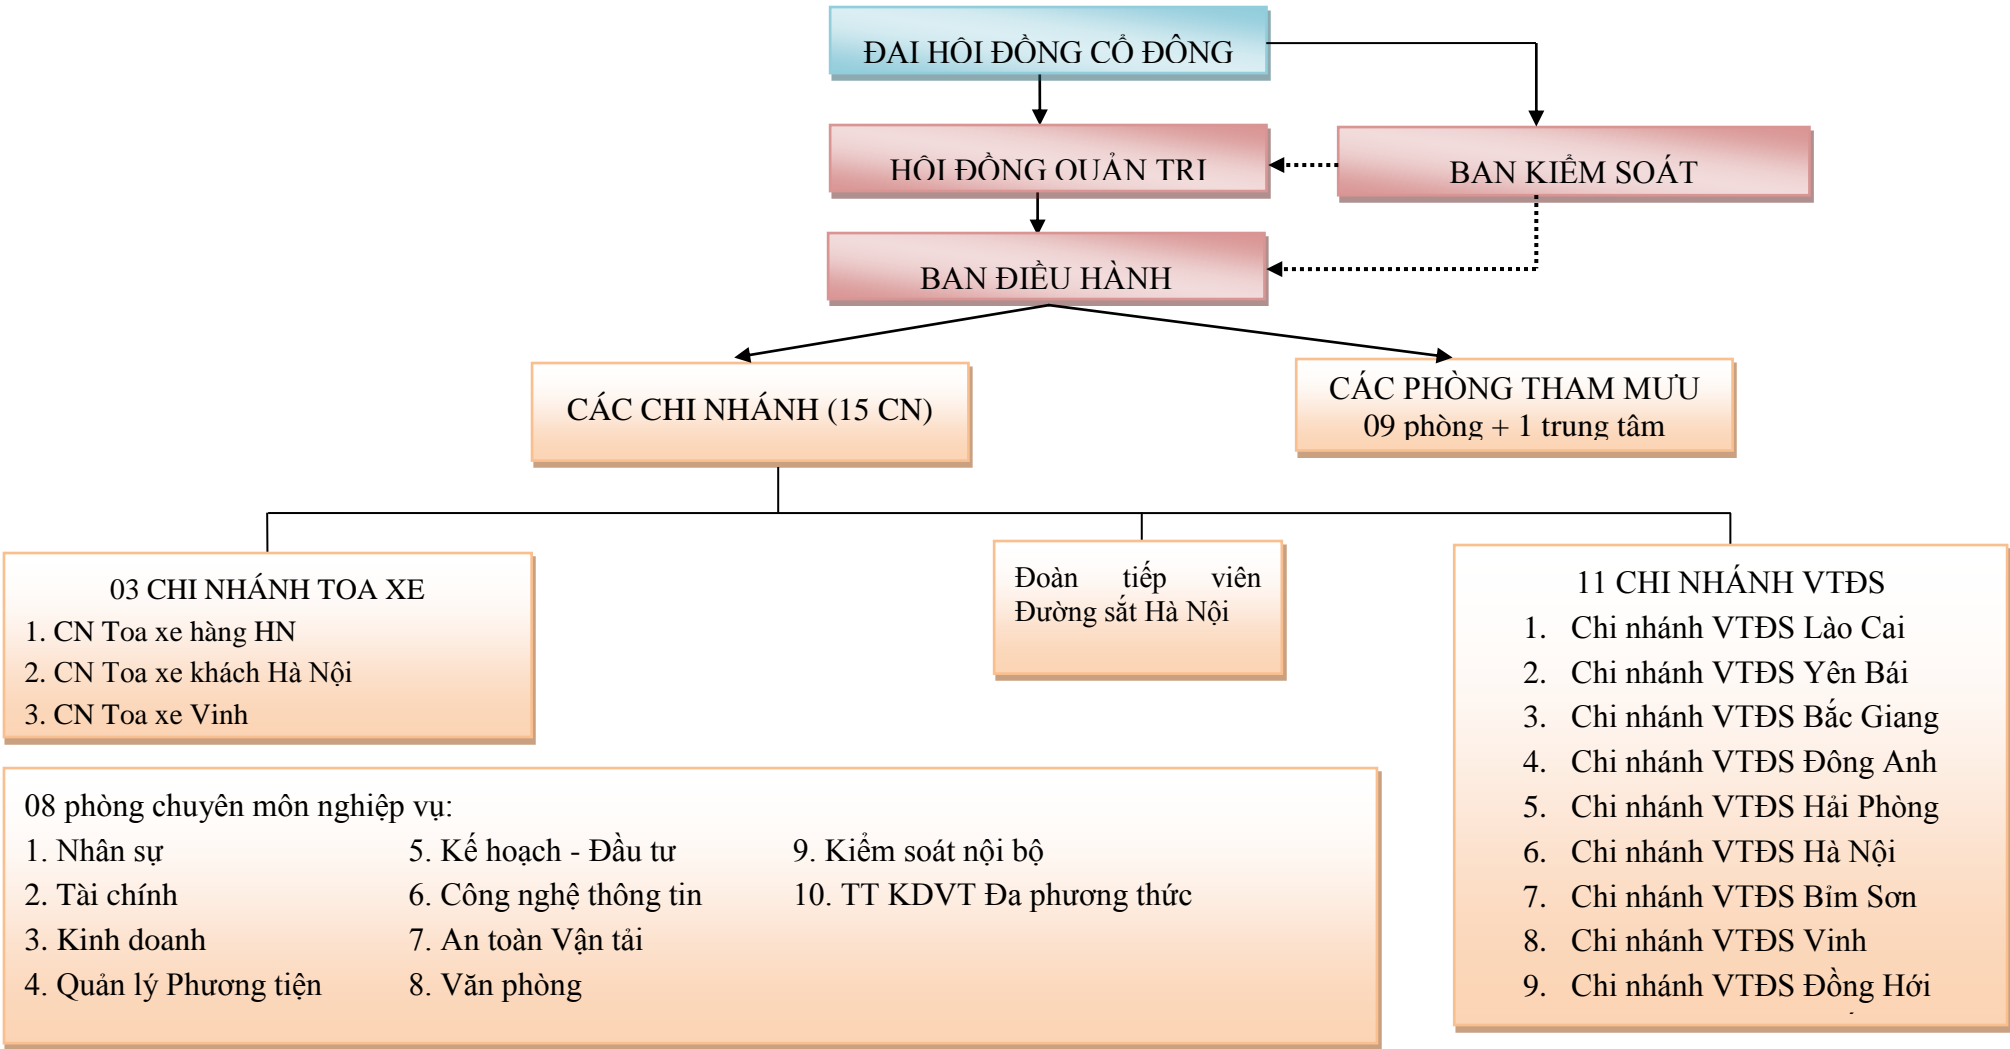 ĐAI HÔI ĐỒNG CỔ ĐÔNG
HÔI ĐỒNG QUẢN TRI
BAN KIỂM SOÁT
BAN ĐIỀU HÀNH
CÁC CHI NHÁNH (15 CN)
CÁC PHÒNG THAM MƯU
09 phòng + 1 trung tâm
03 CHI NHÁNH TOA XE
1. CN Toa xe hàng HN
2. CN Toa xe khách Hà Nội
3. CN Toa xe Vinh
Đoàn tiếp viên
Đường sắt Hà Nội
11 CHI NHÁNH VTĐS
1. Chi nhánh VTĐS Lào Cai
2. Chi nhánh VTĐS Yên Bái
3. Chi nhánh VTĐS Bắc Giang
4. Chi nhánh VTĐS Đông Anh
5. Chi nhánh VTĐS Hải Phòng
6. Chi nhánh VTĐS Hà Nội
7. Chi nhánh VTĐS Bỉm Sơn
8. Chi nhánh VTĐS Vinh
9. Chi nhánh VTĐS Đồng Hới
08 phòng chuyên môn nghiệp vụ:
1. Nhân sự
2. Tài chính
3. Kinh doanh
4. Quản lý Phương tiện
5. Kế hoạch - Đầu tư
6. Công nghệ thông tin
7. An toàn Vận tải
8. Văn phòng
9. Kiểm soát nội bộ
10. TT KDVT Đa phương thức